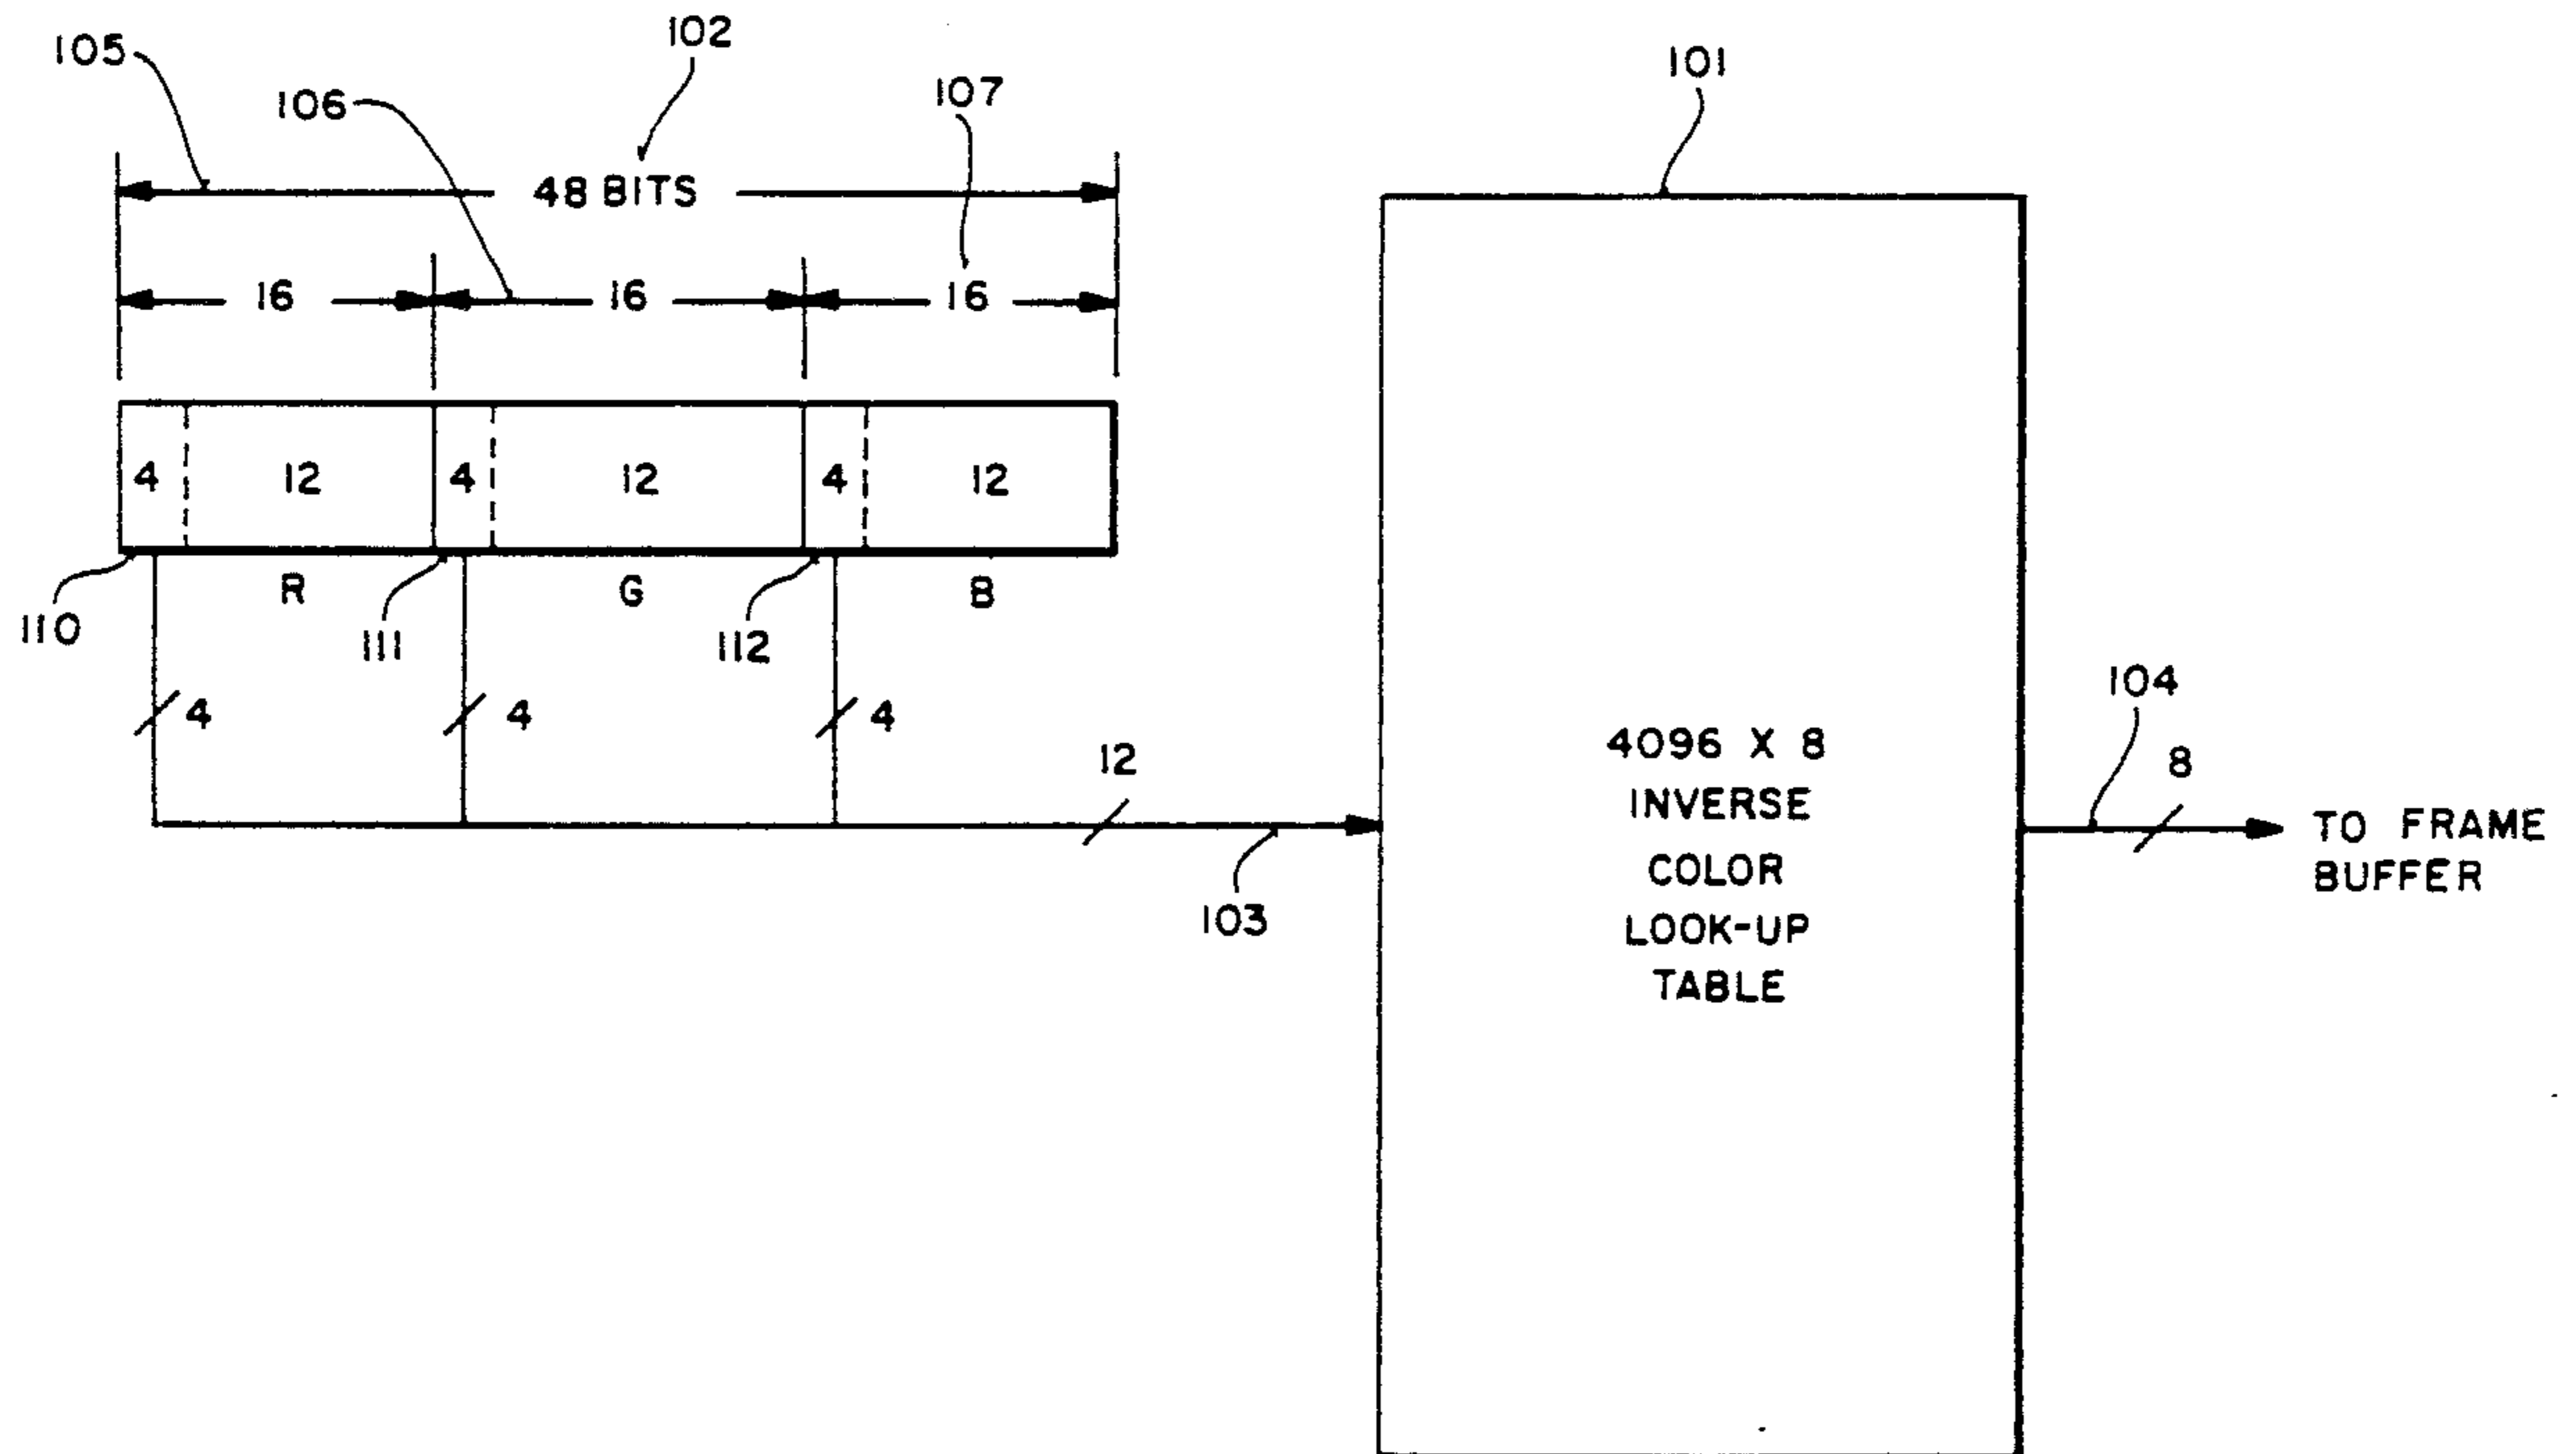 102
105
101
106
107
48 BITS
16 16 16
4 12 4 12 4 12
R G B
110
111
112
4 4 4
104
12
4096 X 8
8
INVERSE
COLOR
LOOK-UP
TABLE
TO FRAME
BUFFER
103